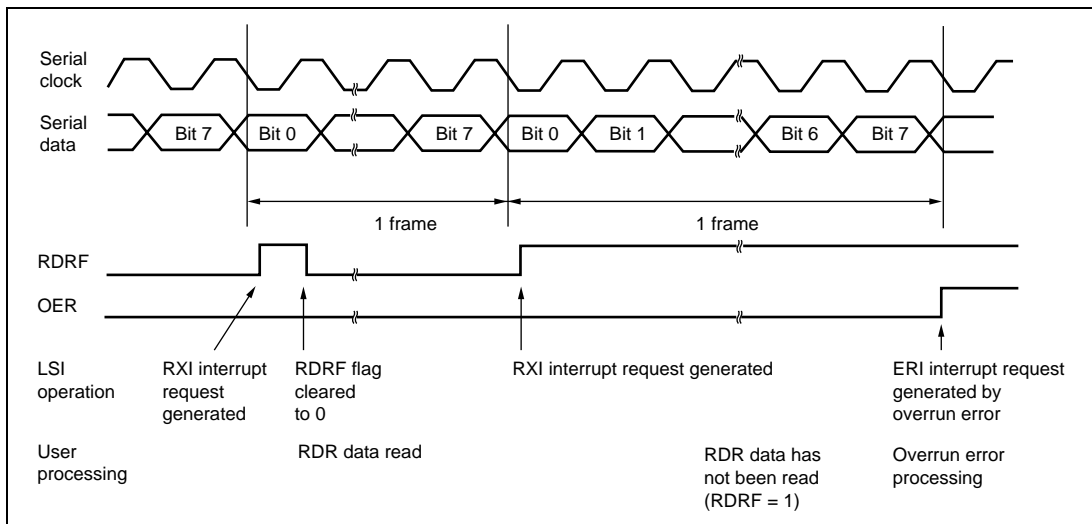 Serial
clock
Serial
data
Bit 7
Bit 0
Bit 7
Bit 0
Bit 1
Bit 6
Bit 7
1 frame
1 frame
RDRF
OER
LSI
operation
RXI interrupt
request
generated
RDRF flag
cleared
to 0
RXI interrupt request generated
ERI interrupt request
generated by
overrun error
User
processing
RDR data read
RDR data has
not been read
(RDRF = 1)
Overrun error
processing